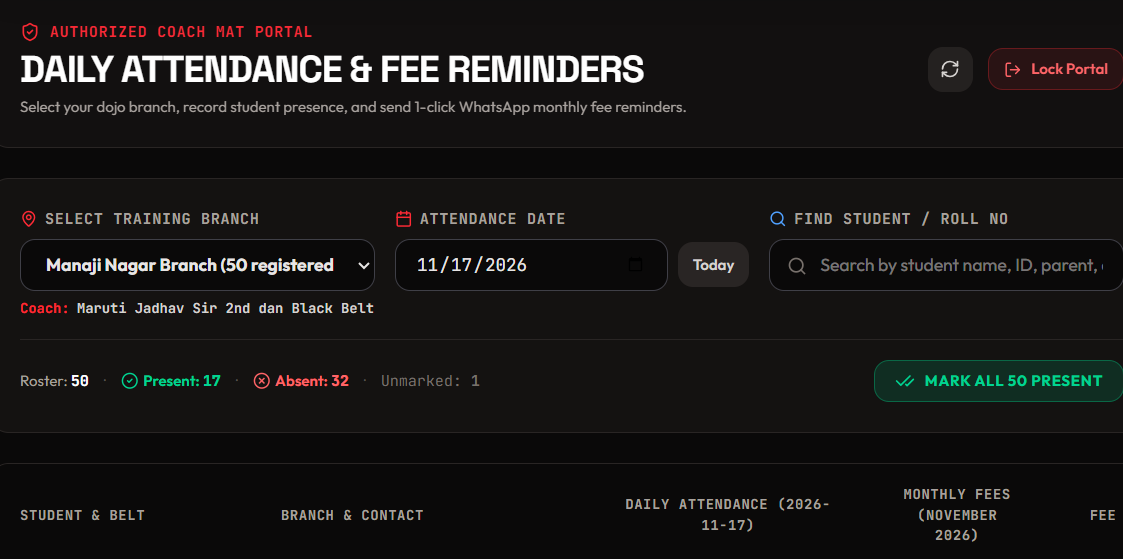 AUTHORIZED COACH MAT PORTAL
DAILY ATTENDANCE & FEE REMINDERS
Select your dojo branch, record student presence, and send 1-click WhatsApp monthly fee reminders.
Lock Portal
SELECT TRAINING BRANCH
Manaji Nagar Branch (50 registered
Coach: Maruti Jadhav Sir 2nd dan Black Belt
ATTENDANCE DATE
11/17/2026
Today
FIND STUDENT / ROLL NO
Search by student name, ID, parent,
Roster: 50 · Present: 17 · Absent: 32 · Unmarked: 1
MARK ALL 50 PRESENT
STUDENT & BELT
BRANCH & CONTACT
DAILY ATTENDANCE (2026-
11-17)
MONTHLY FEES
(NOVEMBER
2026)
FEE